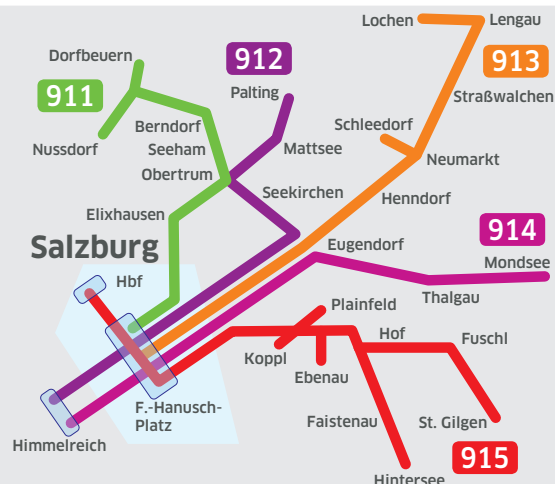 Lochen
Lengau
Dorfbeuern
912
913
911
Palting
Straßwalchen
Berndorf
Schleedorf
Nussdorf
Seeham
Mattsee
Neumarkt
Obertrum
Seekirchen
Henndorf
Elixhausen
914
Salzburg
Eugendorf
Mondsee
Hbf
Thalgau
Plainfeld
Hof
Fuschl
Koppl
Ebenau
F.-Hanusch-
Platz
Faistenau
St. Gilgen
Himmelreich
915
Hintersee